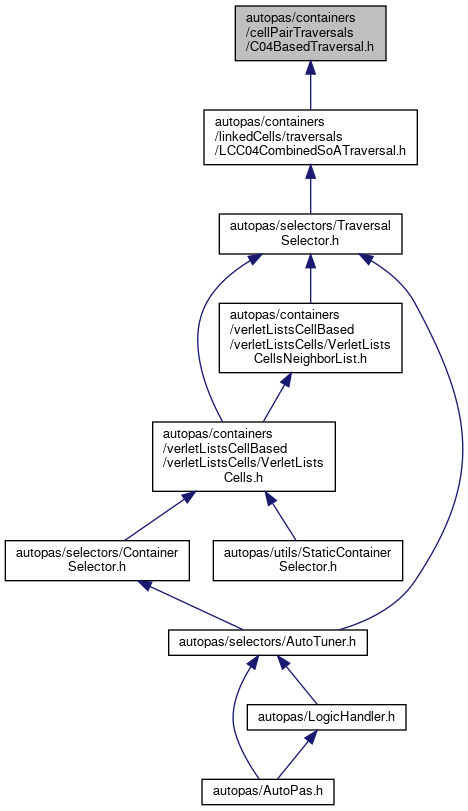 autopas/containers
/cellPairTraversals
/C04BasedTraversal.h
autopas/containers
/linkedCells/traversals
/LCC04CombinedSoATraversal.h
autopas/selectors/Traversal
Selector.h
autopas/containers
/verletListsCellBased
/verletListsCells/VerletLists
CellsNeighborList.h
autopas/containers
/verletListsCellBased
/verletListsCells/VerletLists
Cells.h
autopas/selectors/Container
Selector.h
autopas/utils/StaticContainer
Selector.h
autopas/selectors/AutoTuner.h
autopas/LogicHandler.h
autopas/AutoPas.h